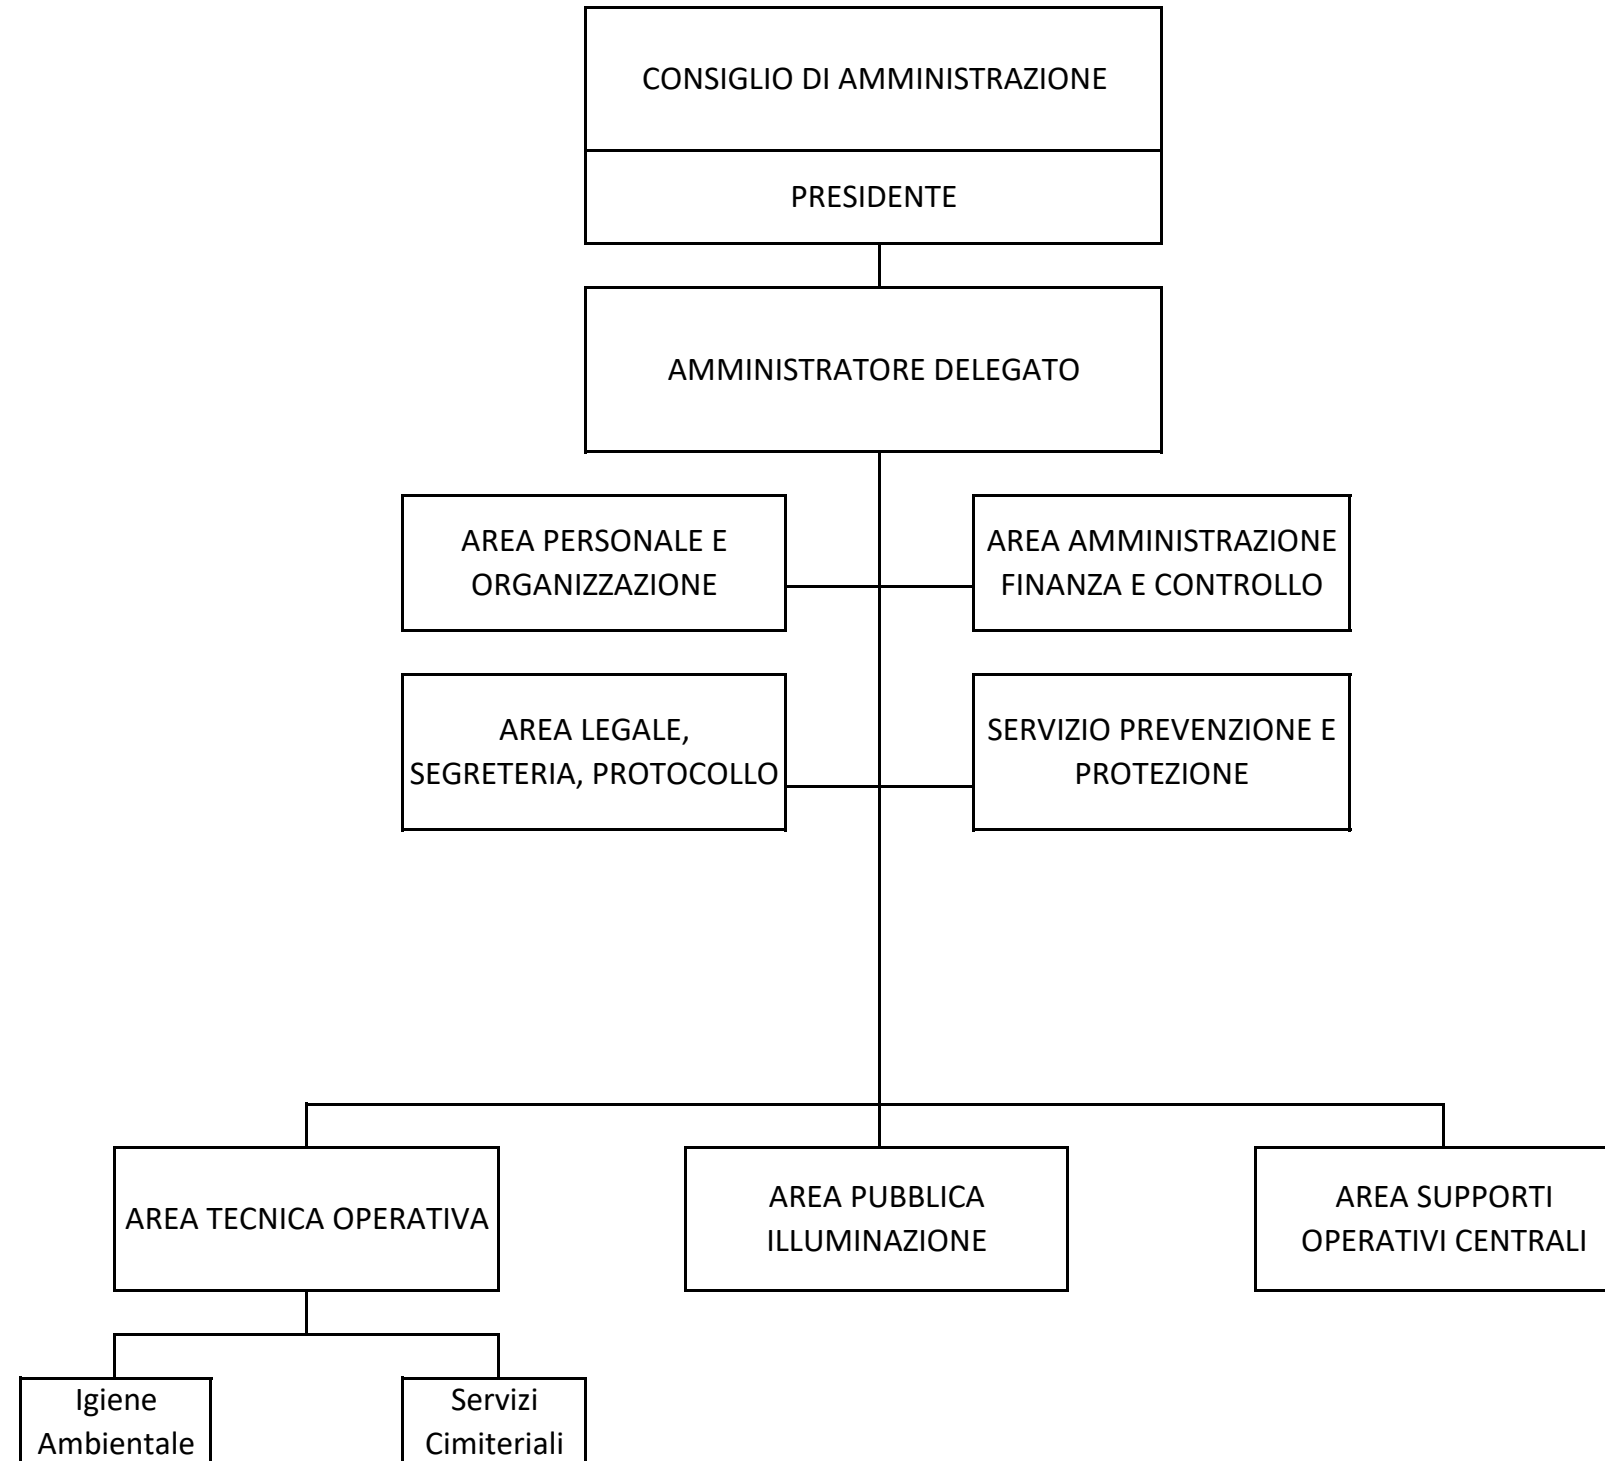 CONSIGLIO DI AMMINISTRAZIONE
PRESIDENTE
AMMINISTRATORE DELEGATO
AREA PERSONALE E
ORGANIZZAZIONE
AREA AMMINISTRAZIONE
FINANZA E CONTROLLO
AREA LEGALE,
SEGRETERIA, PROTOCOLLO
SERVIZIO PREVENZIONE E
PROTEZIONE
AREA TECNICA OPERATIVA
AREA PUBBLICA
ILLUMINAZIONE
AREA SUPPORTI
OPERATIVI CENTRALI
Igiene
Ambientale
Servizi
Cimiteriali